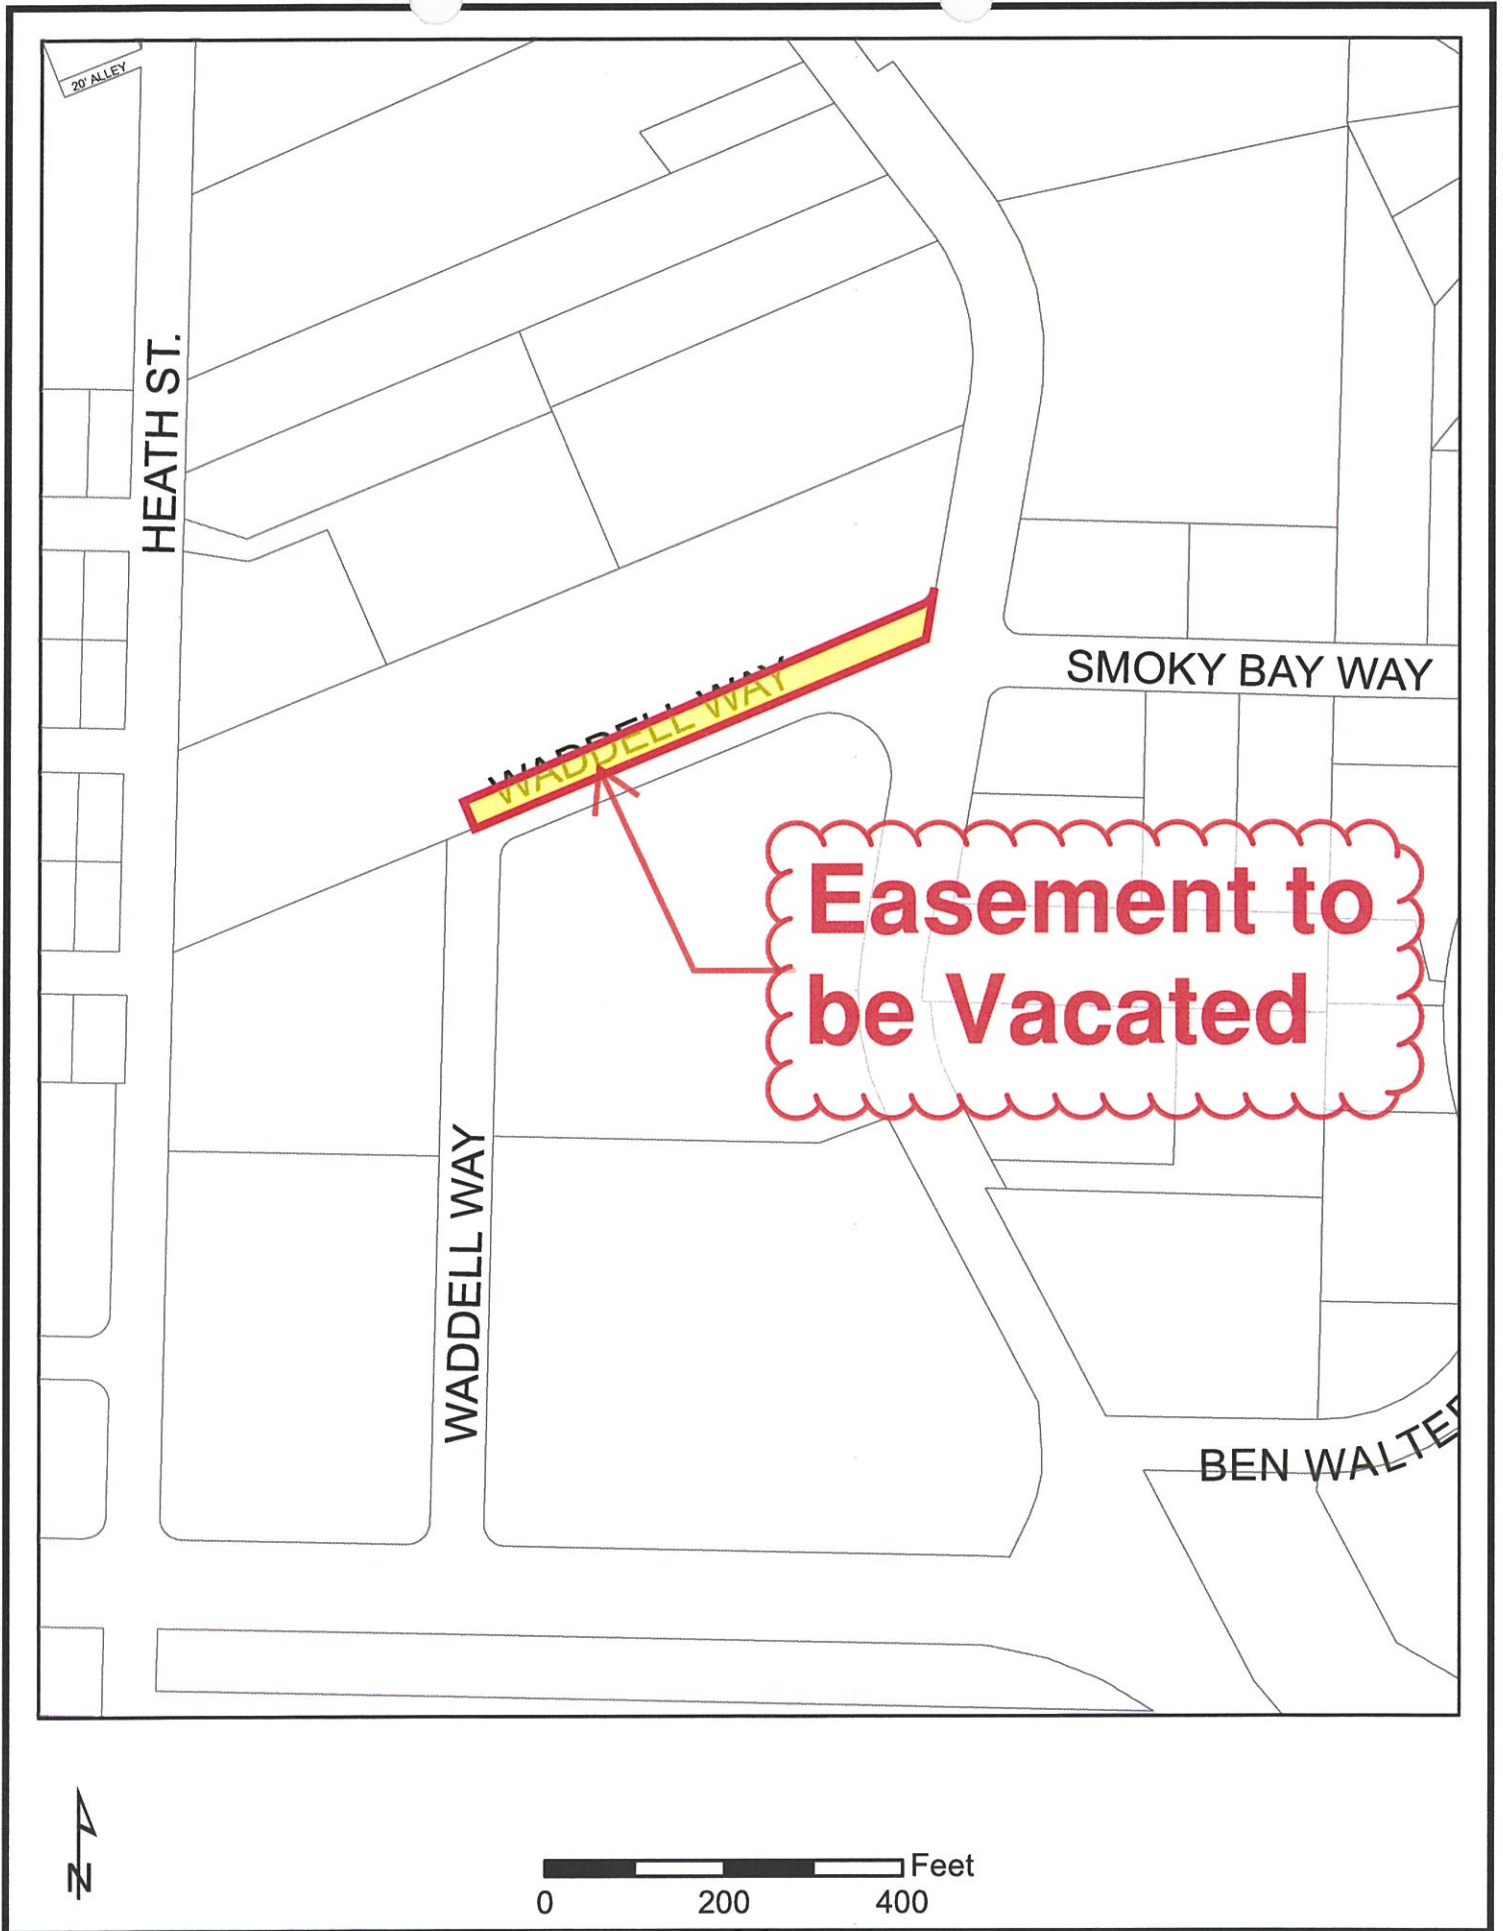 20' ALLEY
HEATH ST.
SMOKY BAY WAY
WADDELL WAY
Easement to
be Vacated
WADDELL WAY
BEN WALTE
N
Feet
0 200 400